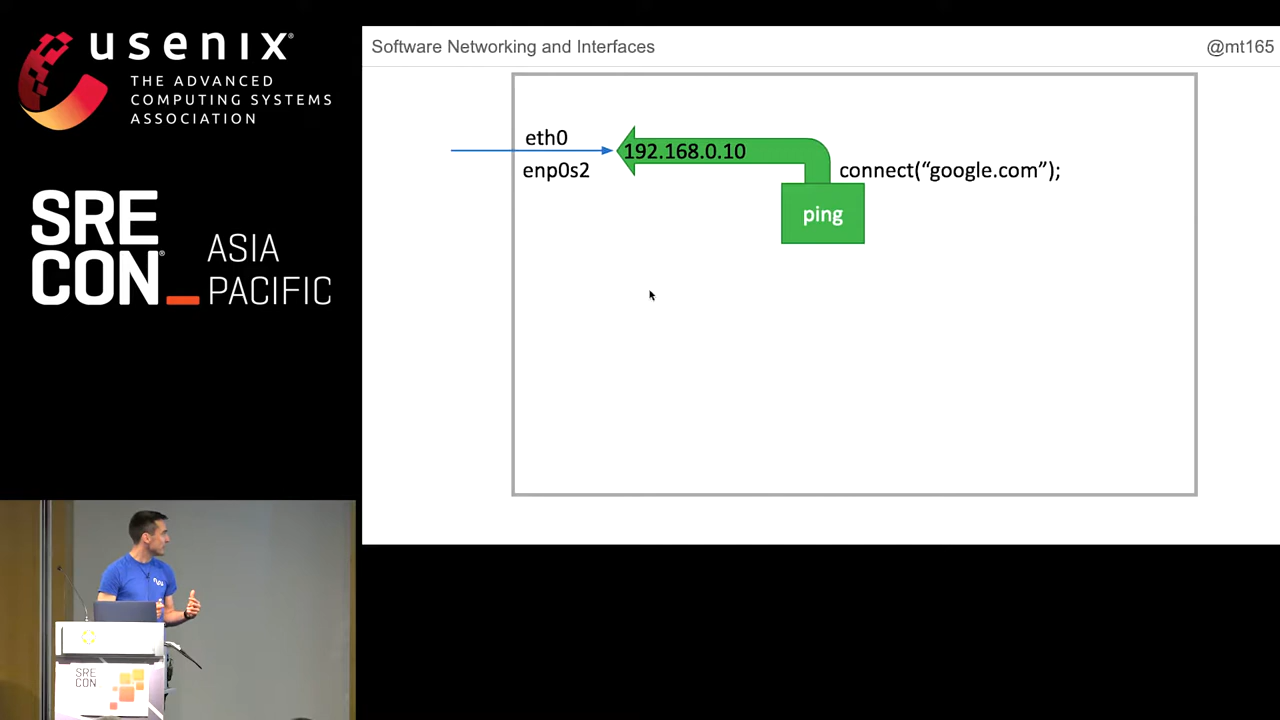 usenix®
THE ADVANCED
COMPUTING SYSTEMS
ASSOCIATION
SRE
CON®
ASIA
PACIFIC
Software Networking and Interfaces
@mt165
eth0
enp0s2
192.168.0.10
connect(“google.com”);
ping
SRE
CON